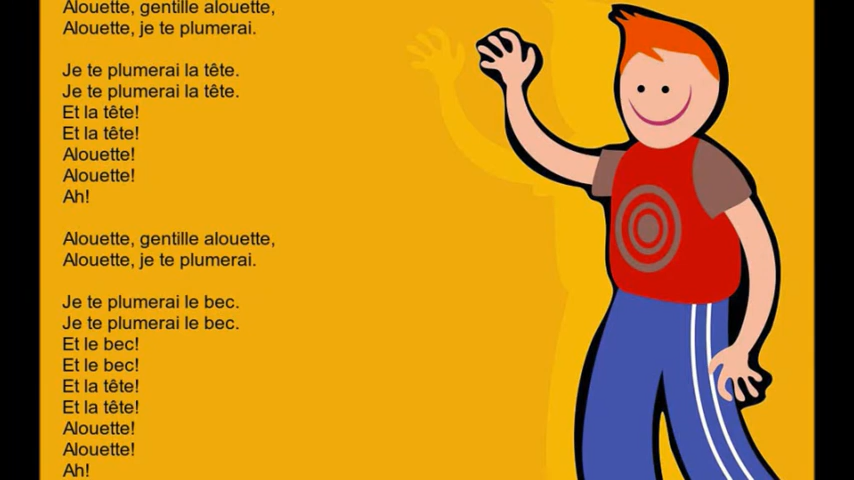 Alouette, gentille alouette,
Alouette, je te plumerai.
Je te plumerai la tête.
Je te plumerai la tête.
Et la tête!
Et la tête!
Alouette!
Alouette!
Ah!
Alouette, gentille alouette,
Alouette, je te plumerai.
Je te plumerai le bec.
Je te plumerai le bec.
Et le bec!
Et le bec!
Et la tête!
Et la tête!
Alouette!
Alouette!
Ah!